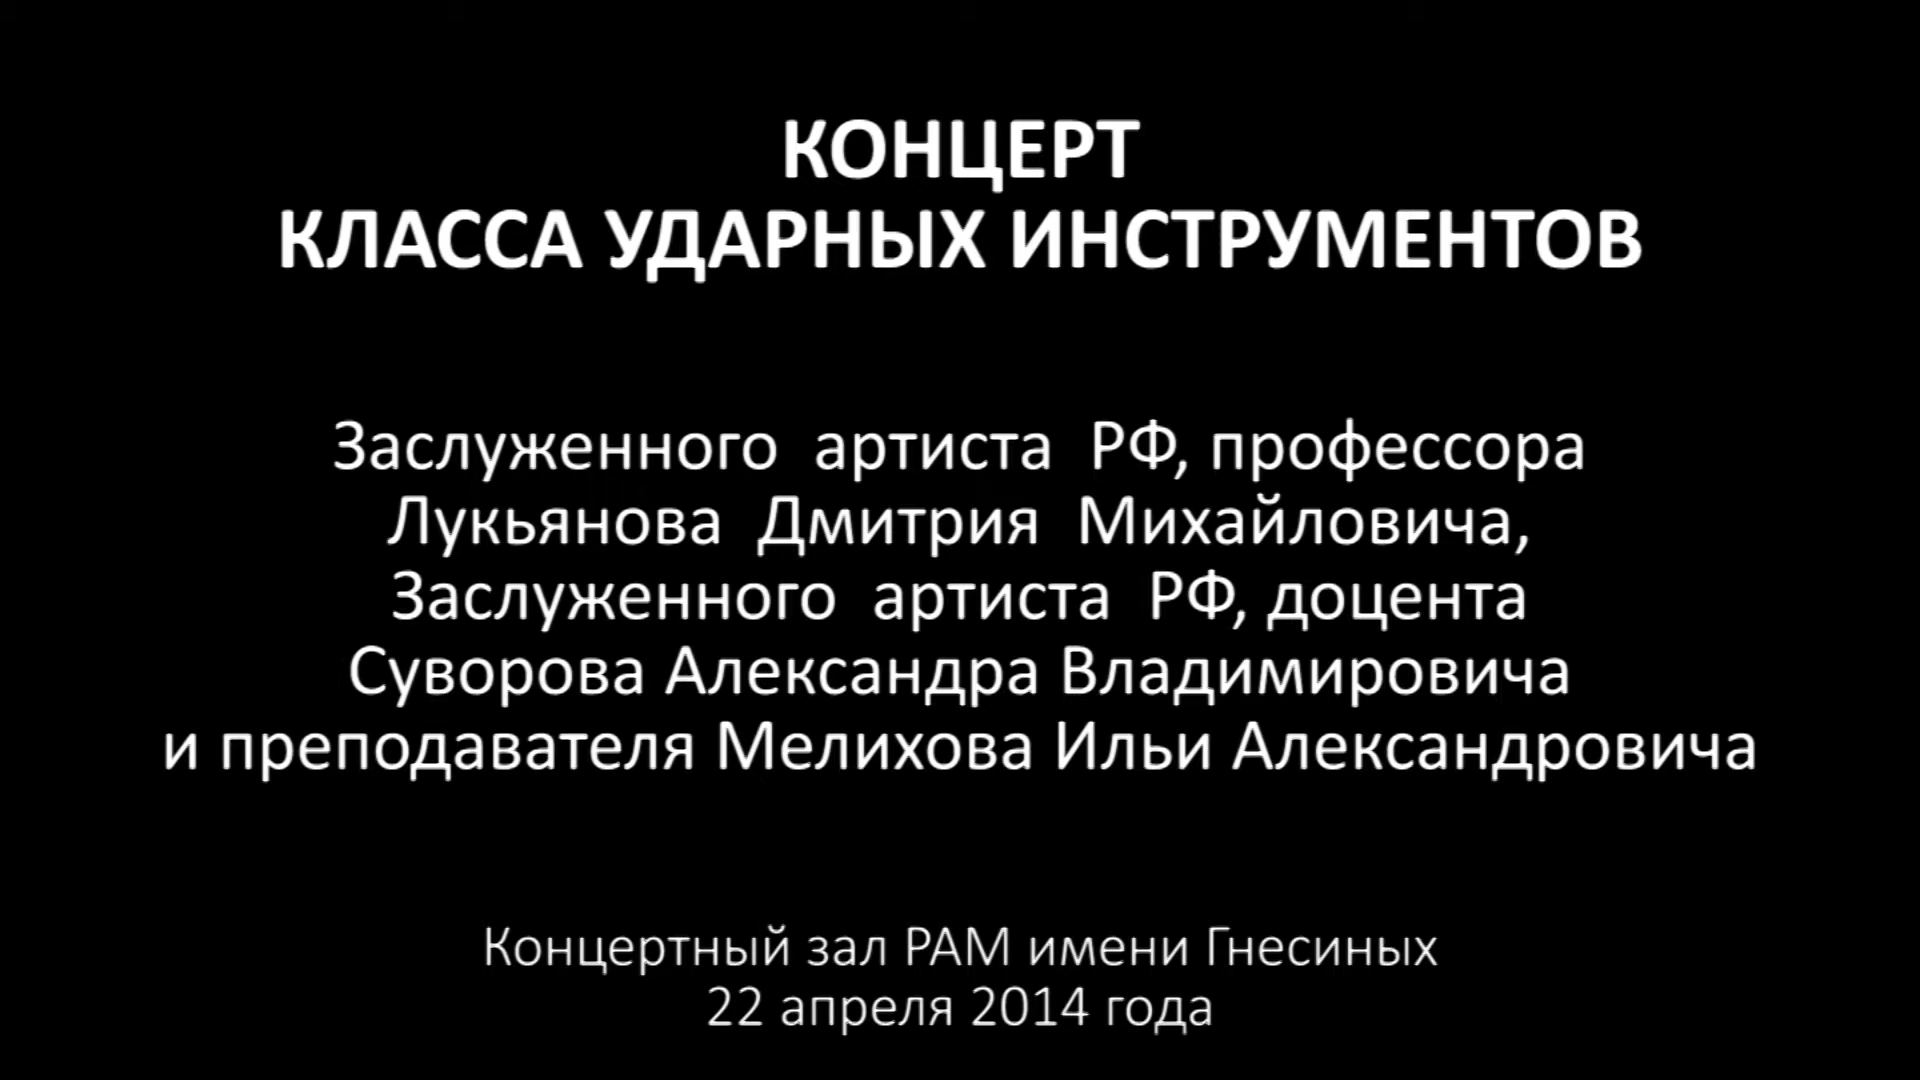 КОНЦЕРТ
КЛАССА УДАРНЫХ ИНСТРУМЕНТОВ
Заслуженного артиста РФ, профессора
Лукьянова Дмитрия Михайловича,
Заслуженного артиста РФ, доцента
Суворова Александра Владимировича
и преподавателя Мелихова Ильи Александровича
Концертный зал РАМ имени Гнесиных
22 апреля 2014 года